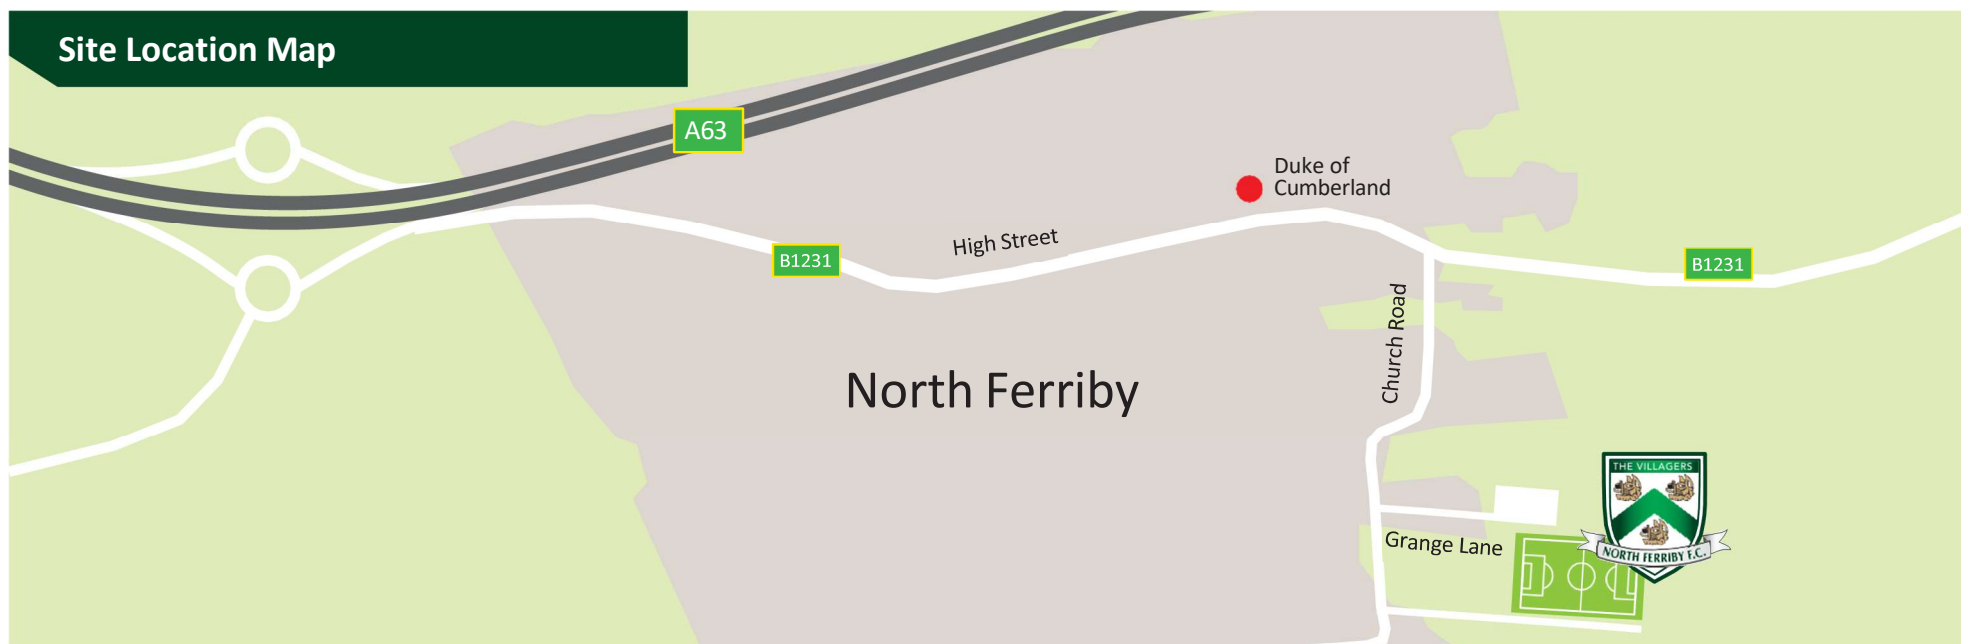 Site Location Map
A63
Duke of
Cumberland
High Street
B1231
B1231
Church Road
North Ferriby
THE VILLAGERS
Grange Lane
NORTH FERRIBY F.C.